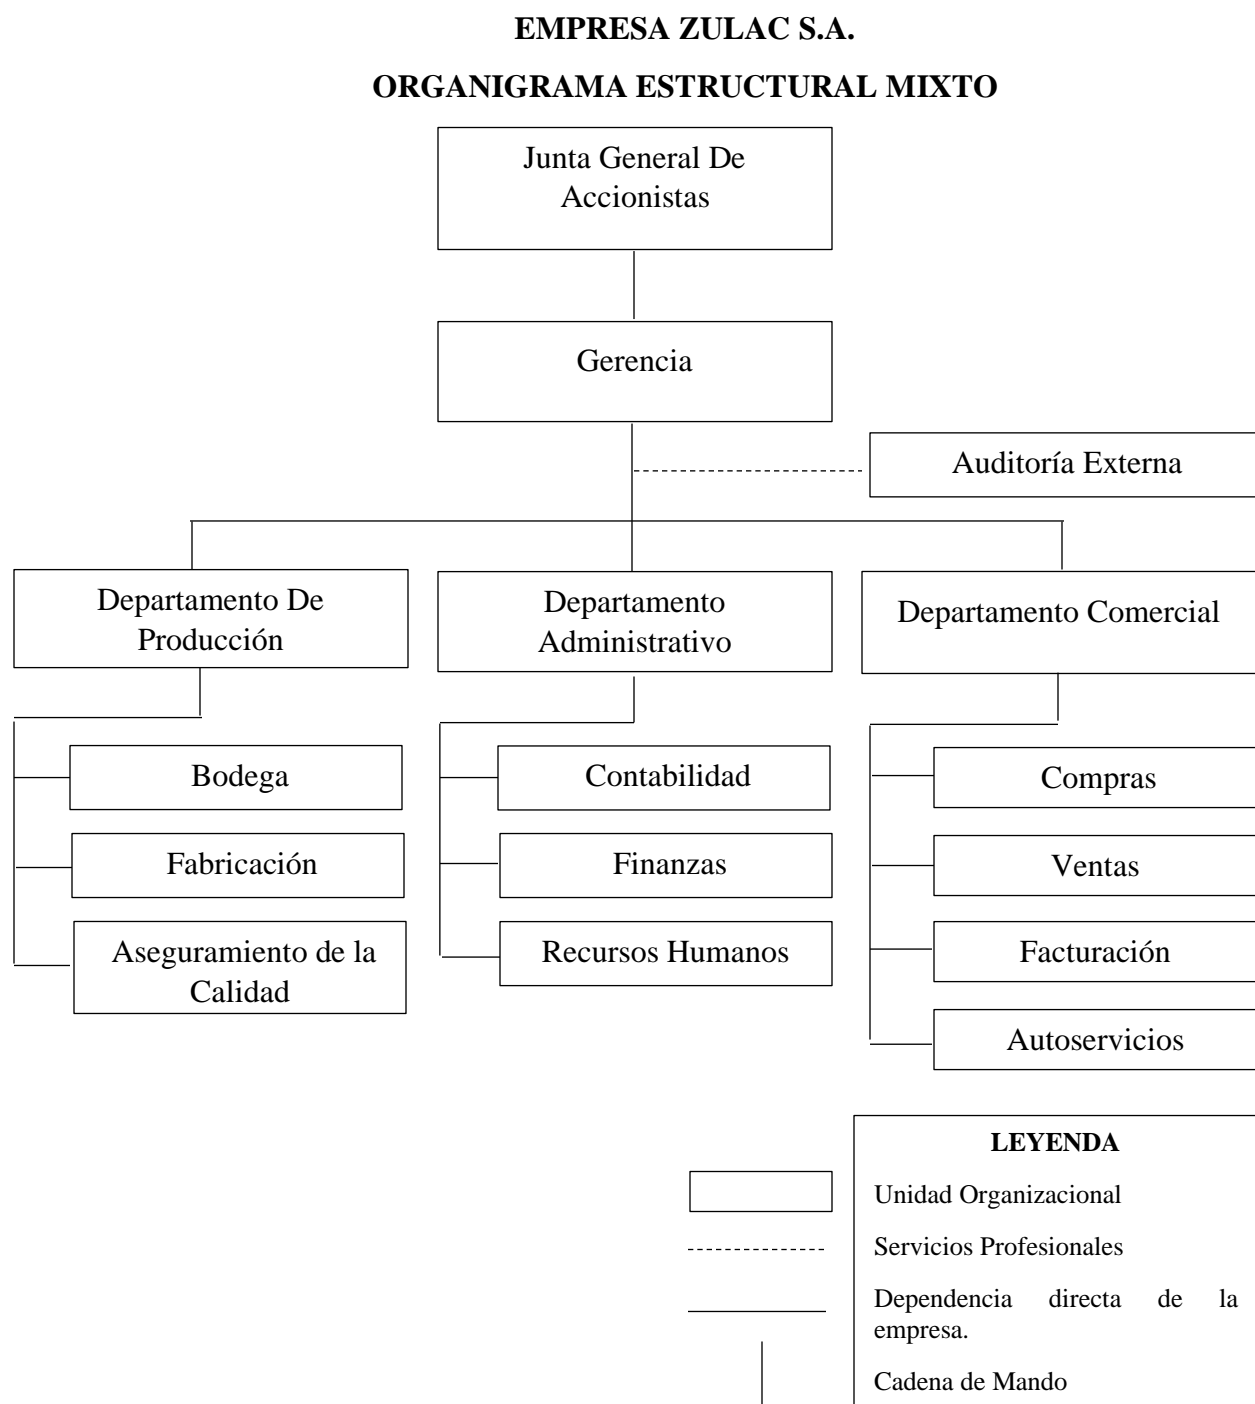 EMPRESA ZULAC S.A.
ORGANIGRAMA ESTRUCTURAL MIXTO
Junta General De
Accionistas
Gerencia
Auditoría Externa
Departamento De
Producción
Departamento
Administrativo
Departamento Comercial
Bodega
Fabricación
Aseguramiento de la
Calidad
Contabilidad
Finanzas
Recursos Humanos
Compras
Ventas
Facturación
Autoservicios
LEYENDA
Unidad Organizacional
Servicios Profesionales
Dependencia directa de la
empresa.
Cadena de Mando